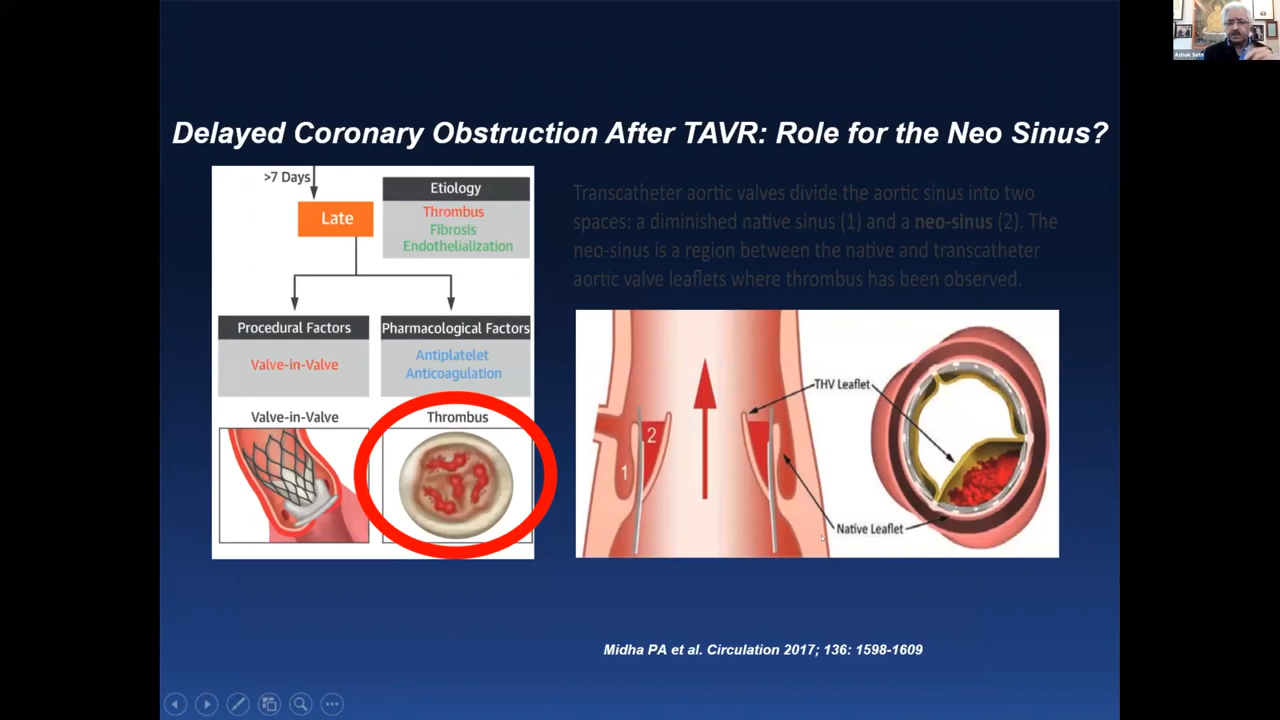 Ashok Seth
Delayed Coronary Obstruction After TAVR: Role for the Neo Sinus?
>7 Days
Late
Etiology
Thrombus
Fibrosis
Endothelialization
Procedural Factors
Valve-in-Valve
Pharmacological Factors
Antiplatelet
Anticoagulation
Valve-in-Valve
Thrombus
Transcatheter aortic valves divide the aortic sinus into two
spaces: a diminished native sinus (1) and a neo-sinus (2). The
neo-sinus is a region between the native and transcatheter
aortic valve leaflets where thrombus has been observed.
1
2
THV Leaflet
Native Leaflet
Midha PA et al. Circulation 2017; 136: 1598-1609